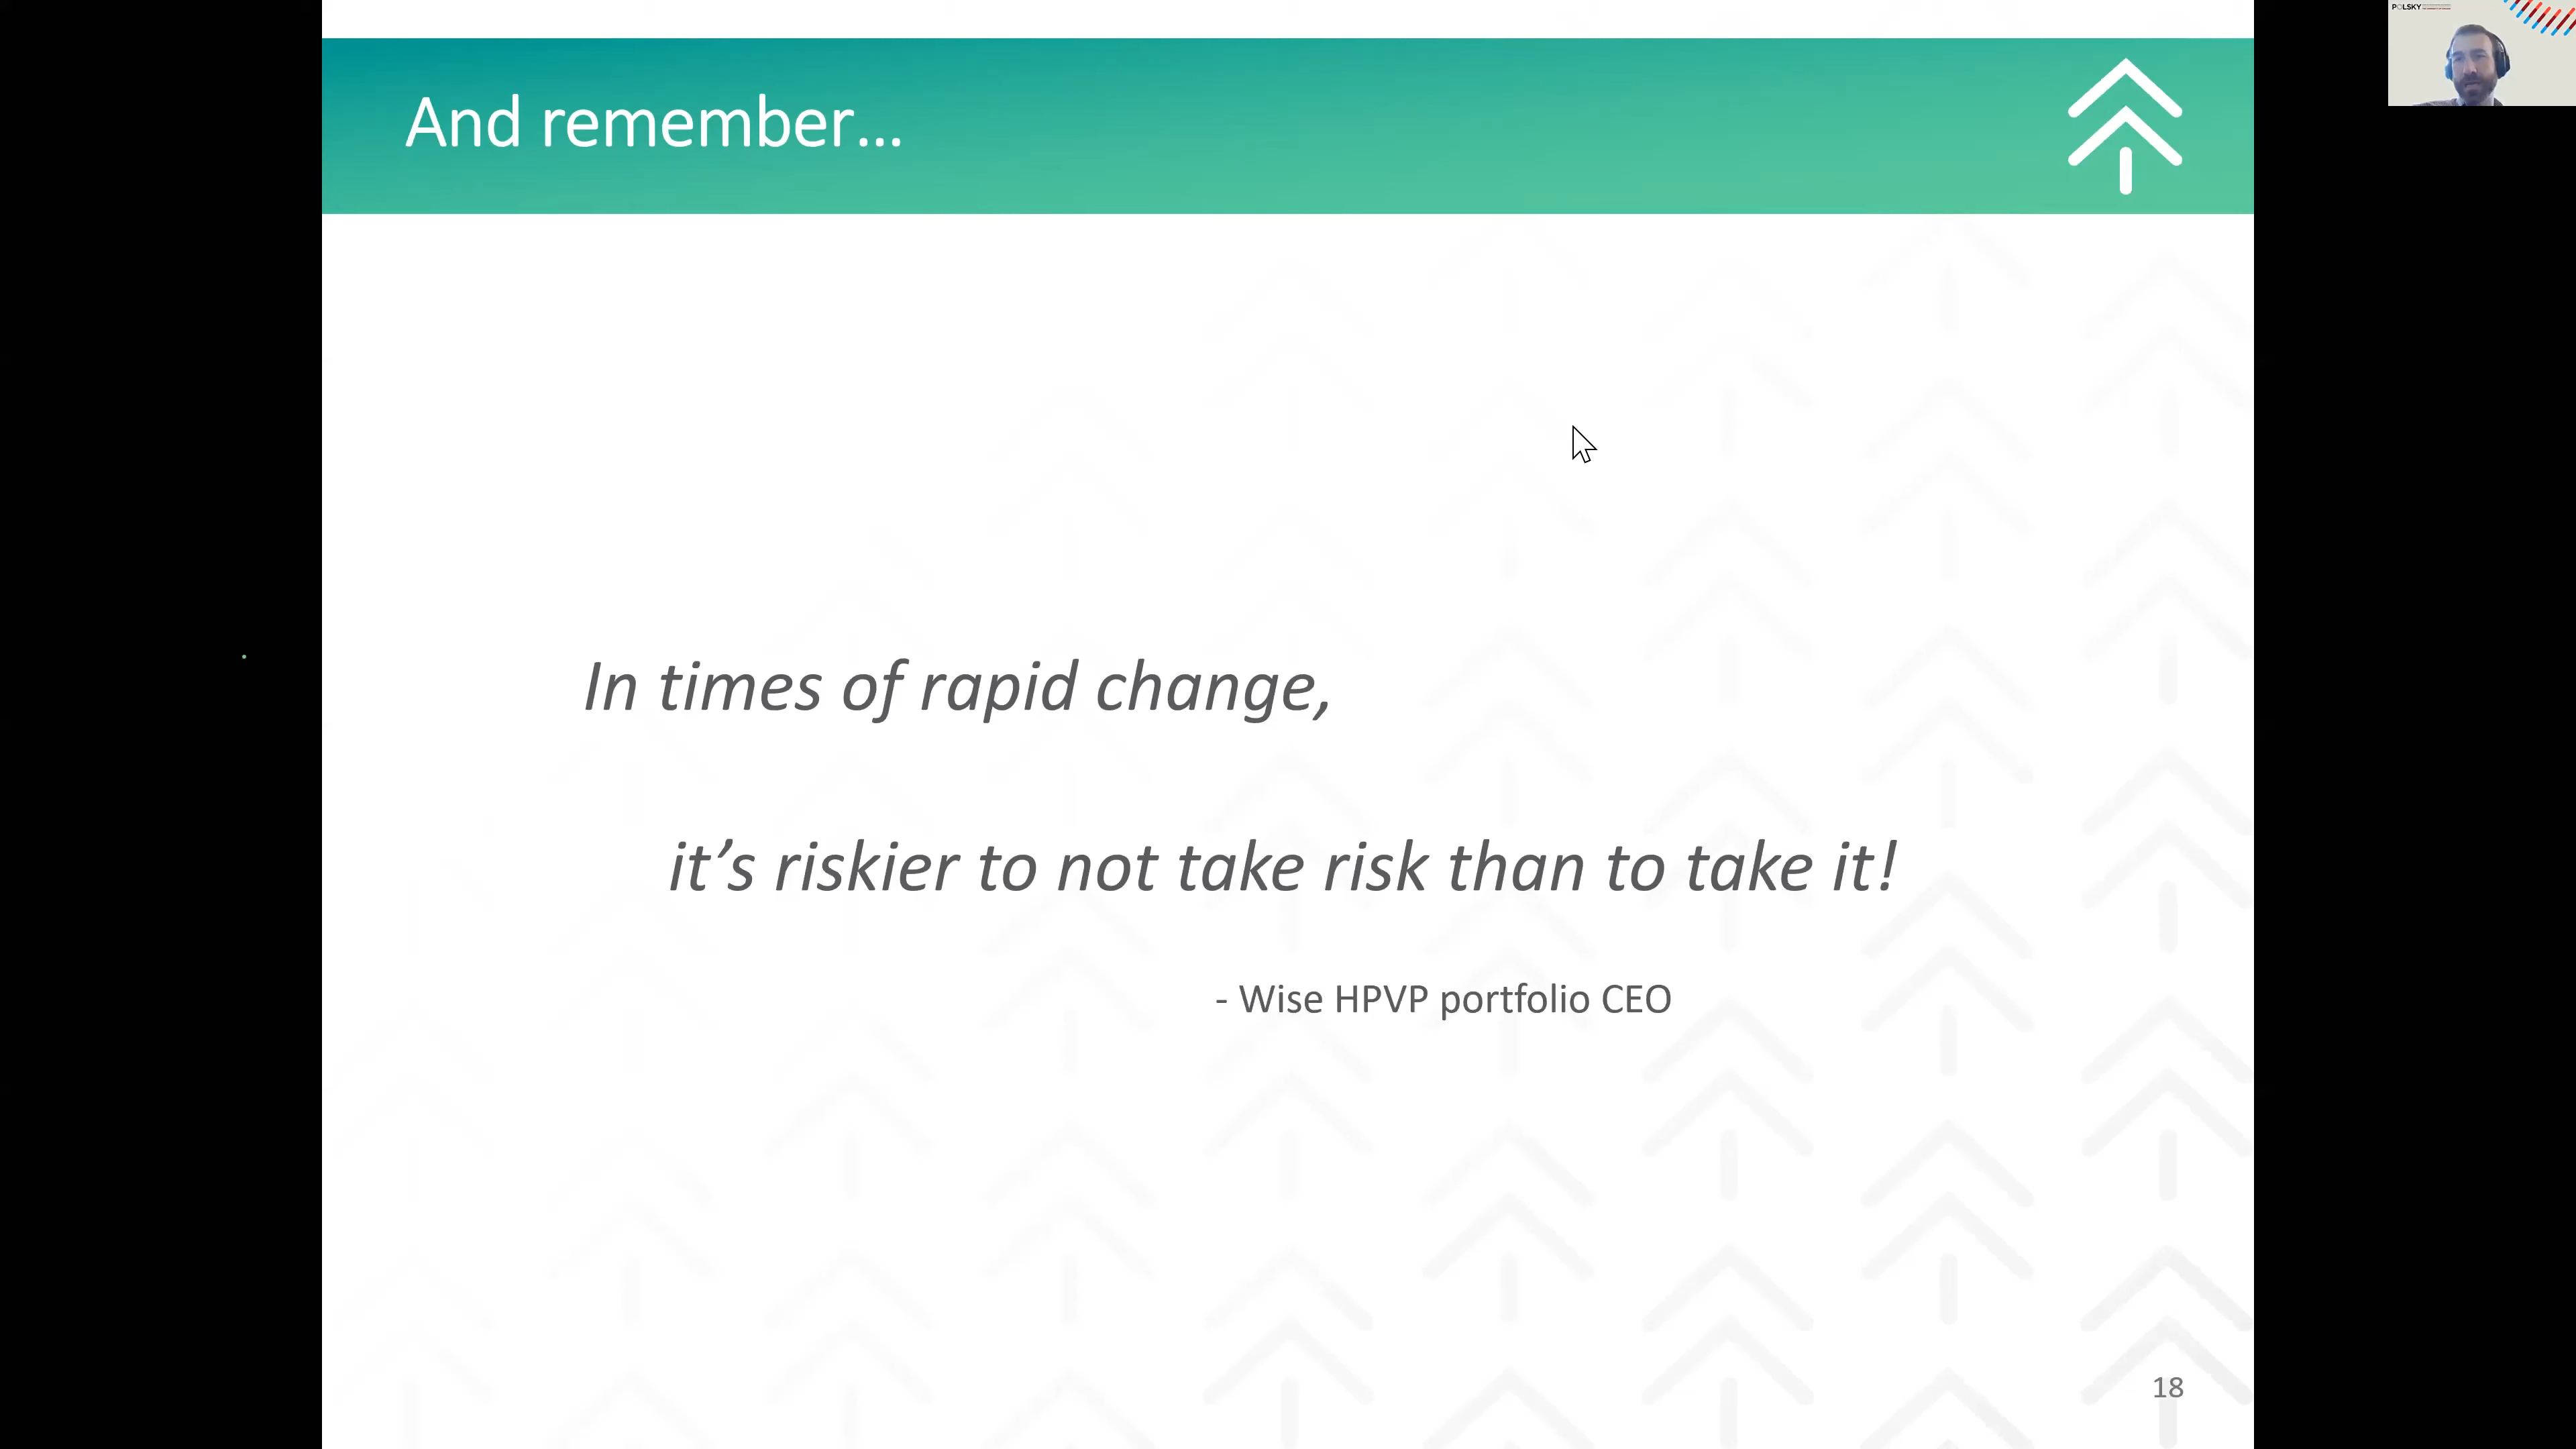 And remember...
POLSKY
In times of rapid change,
it's riskier to not take risk than to take it!
- Wise HPVP portfolio CEO
18